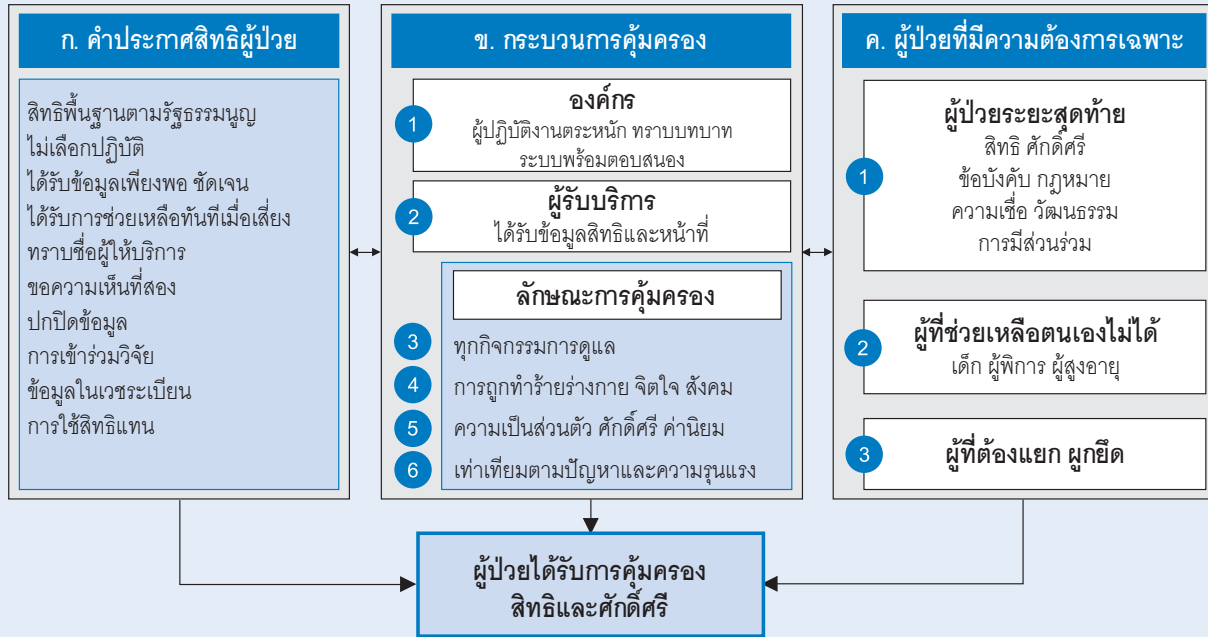 ก. คำประกาศสิทธิผู้ป่วย
สิทธิพื้นฐานตามรัฐธรรมนูญ
ไม่เลือกปฏิบัติ
ได้รับข้อมูลเพียงพอ ชัดเจน
ได้รับการช่วยเหลือทันทีเมื่อเสี่ยง
ทราบชื่อผู้ให้บริการ
ขอความเห็นที่สอง
ปกปิดข้อมูล
การเข้าร่วมวิจัย
ข้อมูลในเวชระเบียน
การใช้สิทธิแทน
ข. กระบวนการคุ้มครอง
1
องค์กร
ผู้ปฏิบัติงานตระหนัก ทราบบทบาท
ระบบพร้อมตอบสนอง
2
ผู้รับบริการ
ได้รับข้อมูลสิทธิและหน้าที่
ลักษณะการคุ้มครอง
3 ทุกกิจกรรมการดูแล
4 การถูกทำร้ายร่างกาย จิตใจ สังคม
5 ความเป็นส่วนตัว ศักดิ์ศรี ค่านิยม
6 เท่าเทียมตามปัญหาและความรุนแรง
ค. ผู้ป่วยที่มีความต้องการเฉพาะ
1
ผู้ป่วยระยะสุดท้าย
สิทธิ ศักดิ์ศรี
ข้อบังคับ กฎหมาย
ความเชื่อ วัฒนธรรม
การมีส่วนร่วม
2
ผู้ที่ช่วยเหลือตนเองไม่ได้
เด็ก ผู้พิการ ผู้สูงอายุ
3 ผู้ที่ต้องแยก ผูกยึด
ผู้ป่วยได้รับการคุ้มครอง
สิทธิและศักดิ์ศรี